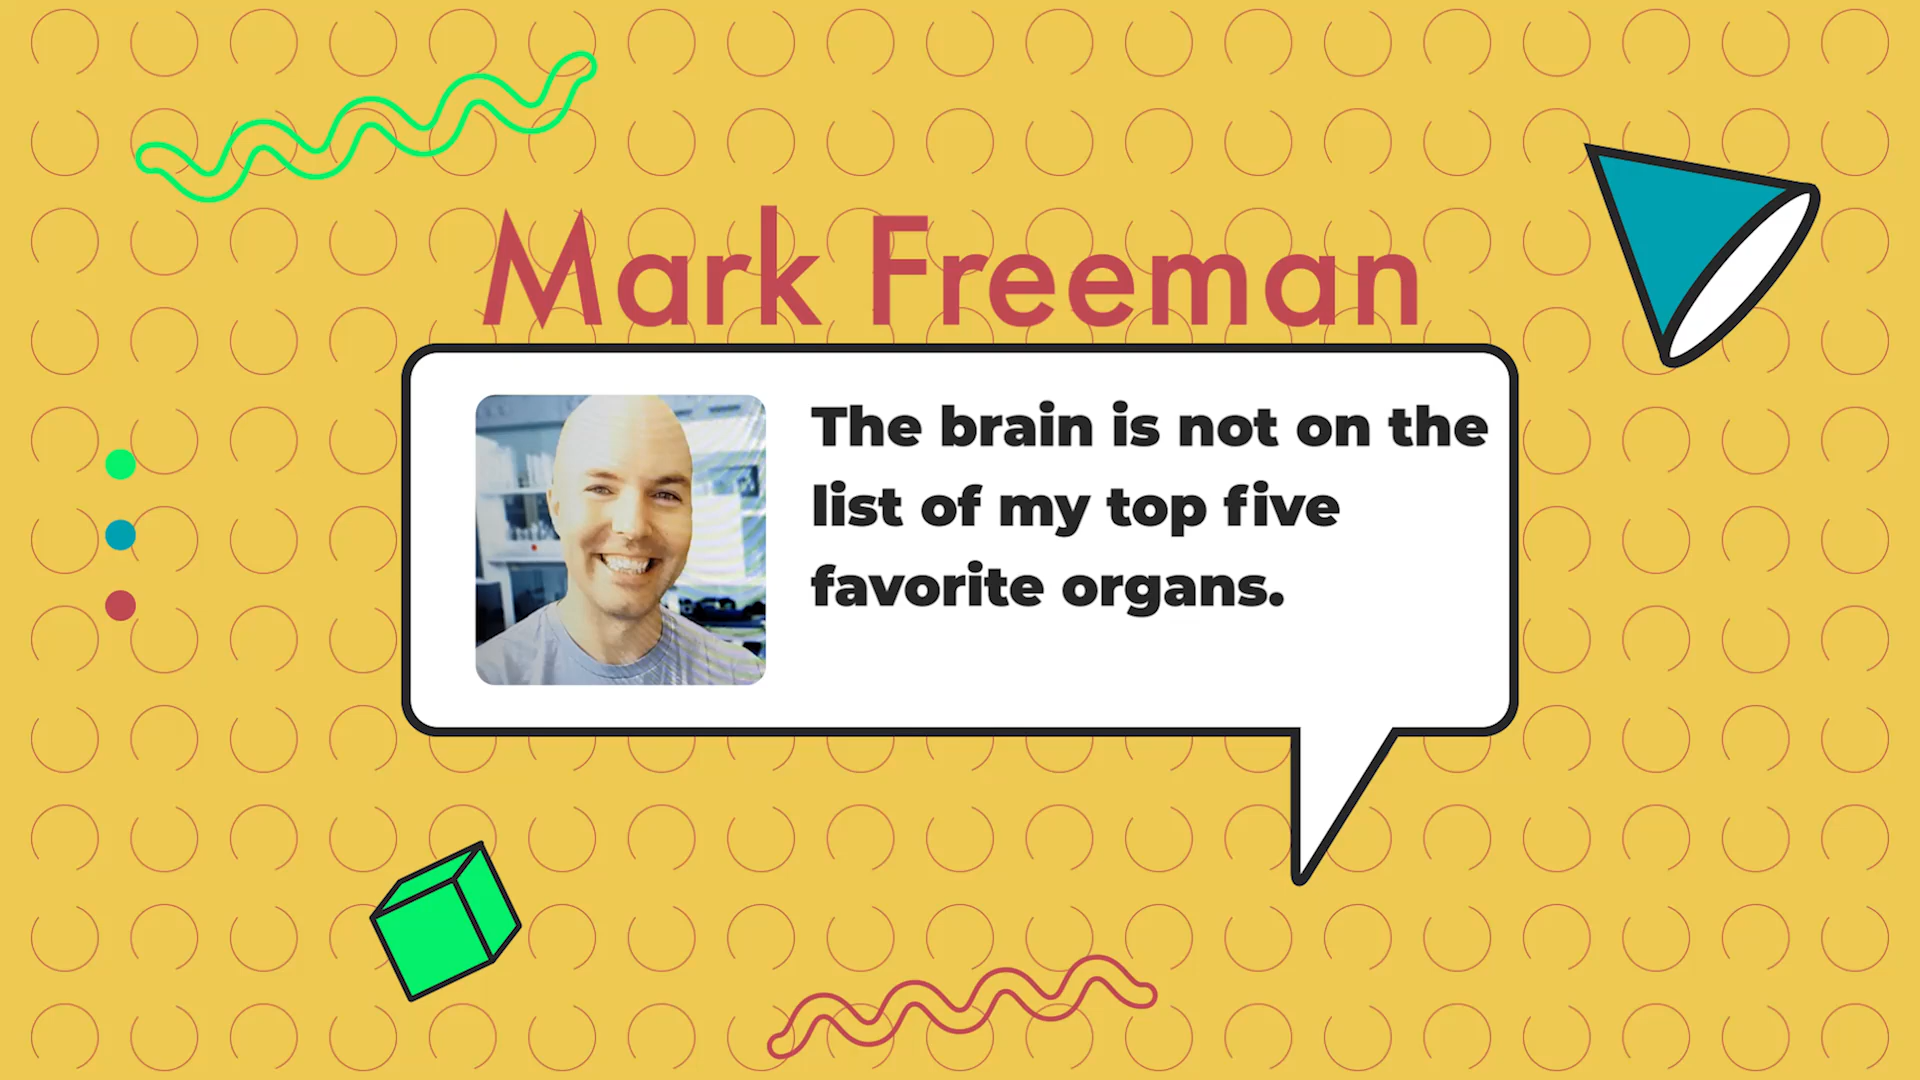 Mark Freeman
The brain is not on the
list of my top five
favorite organs.